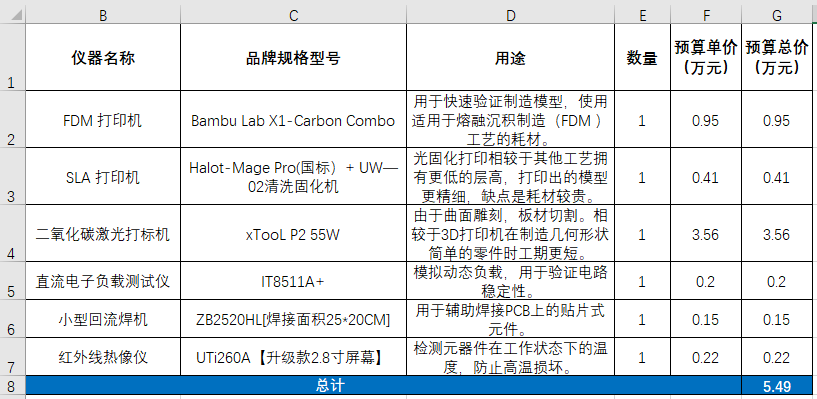 B C D E F G
1 仪器名称 品牌规格型号 用途 数量 预算单价 预算总价
(万元) (万元)
2 FDM 打印机 Bambu Lab X1-Carbon Combo 用于快速验证制造模型，使用
适用于熔融沉积制造（FDM ）
工艺的耗材。 1 0.95 0.95
3 SLA 打印机 Halot-Mage Pro(国标）+ UW—
02清洗固化机 光固化打印相较于其他工艺拥
有更低的层高，打印出的模型
更精细，缺点是耗材较贵。 1 0.41 0.41
4 二氧化碳激光打标机 xTooL P2 55W 由于曲面雕刻，板材切割。相
较于3D打印机在制造几何形状
简单的零件时工期更短。 1 3.56 3.56
5 直流电子负载测试仪 IT8511A+ 模拟动态负载，用于验证电路
稳定性。 1 0.2 0.2
6 小型回流焊机 ZB2520HL[焊接面积25*20CM] 用于辅助焊接PCB上的贴片式
元件。 1 0.15 0.15
7 红外线热像仪 UTi260A【升级款2.8寸屏幕】 检测元器件在工作状态下的温
度，防止高温损坏。 1 0.22 0.22
8 总计 5.49